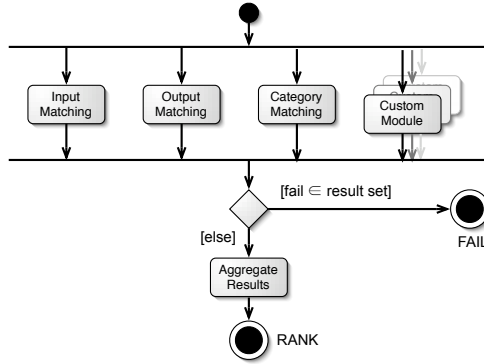 Input
Matching
Output
Matching
Category
Matching
Custom
Module
[fail ∈ result set]
FAIL
[else]
Aggregate
Results
RANK